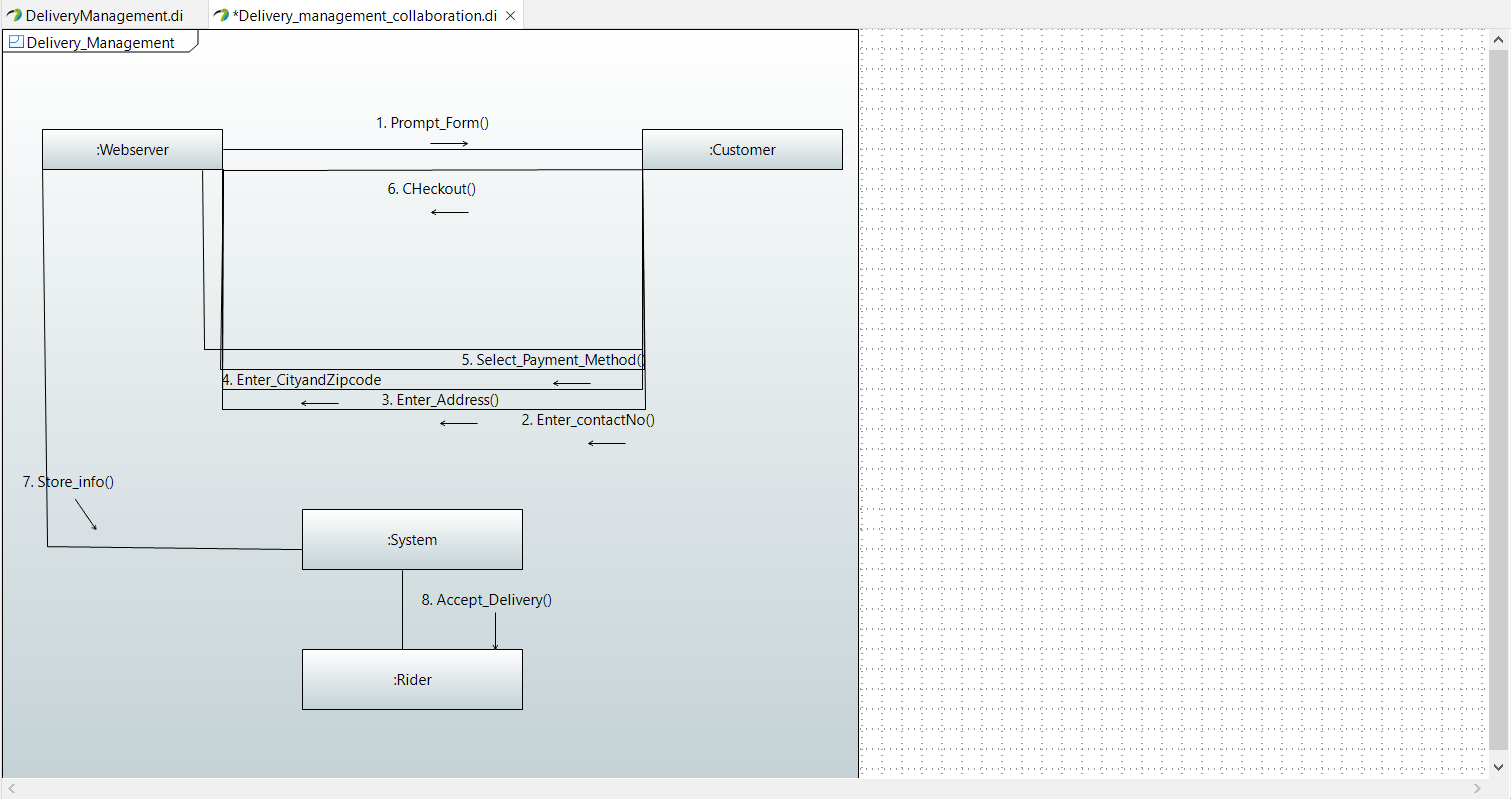 DeliveryManagement.di
*Delivery_management_collaboration.di
Delivery_Management
1. Prompt_Form()
:Webserver
:Customer
6. CHeckout()
5. Select_Payment_Method()
4. Enter_CityandZipcode
3. Enter_Address()
2. Enter_contactNo()
7. Store_info()
:System
8. Accept_Delivery()
:Rider